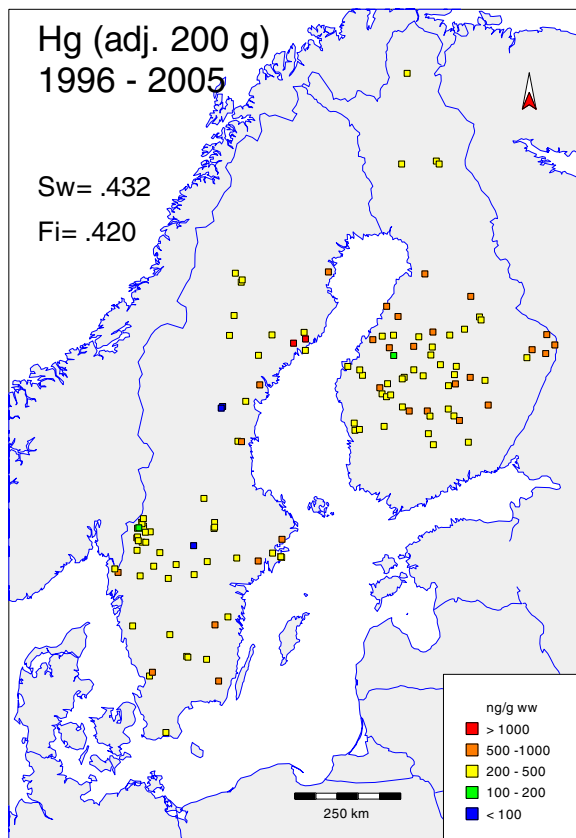 Hg (adj. 200 g)
1996 - 2005
Sw= .432
Fi= .420
ng/g ww
> 1000
500 -1000
200 - 500
100 - 200
< 100
250 km